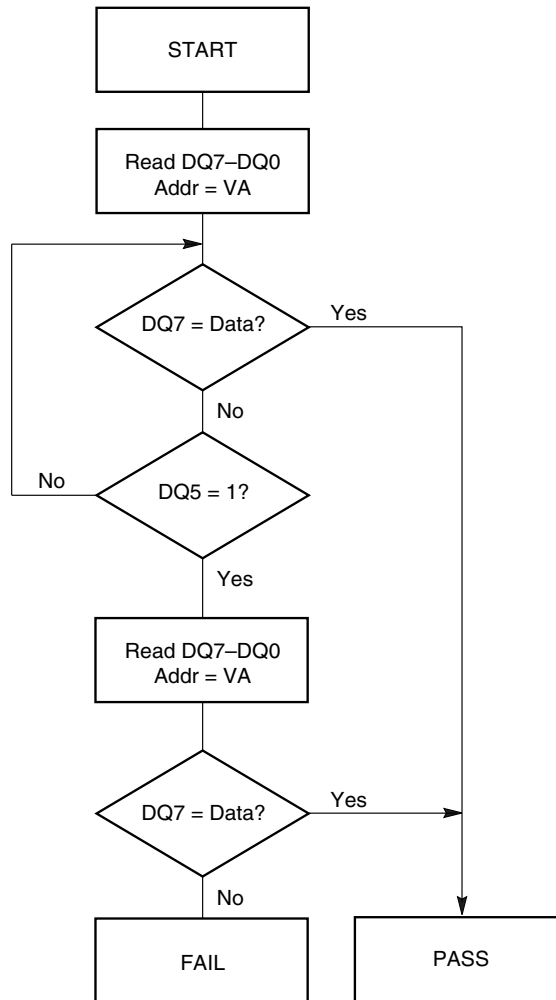 START
Read DQ7–DQ0
Addr = VA
DQ7 = Data?
Yes
No
No
DQ5 = 1?
Yes
Read DQ7–DQ0
Addr = VA
DQ7 = Data?
Yes
No
FAIL
PASS